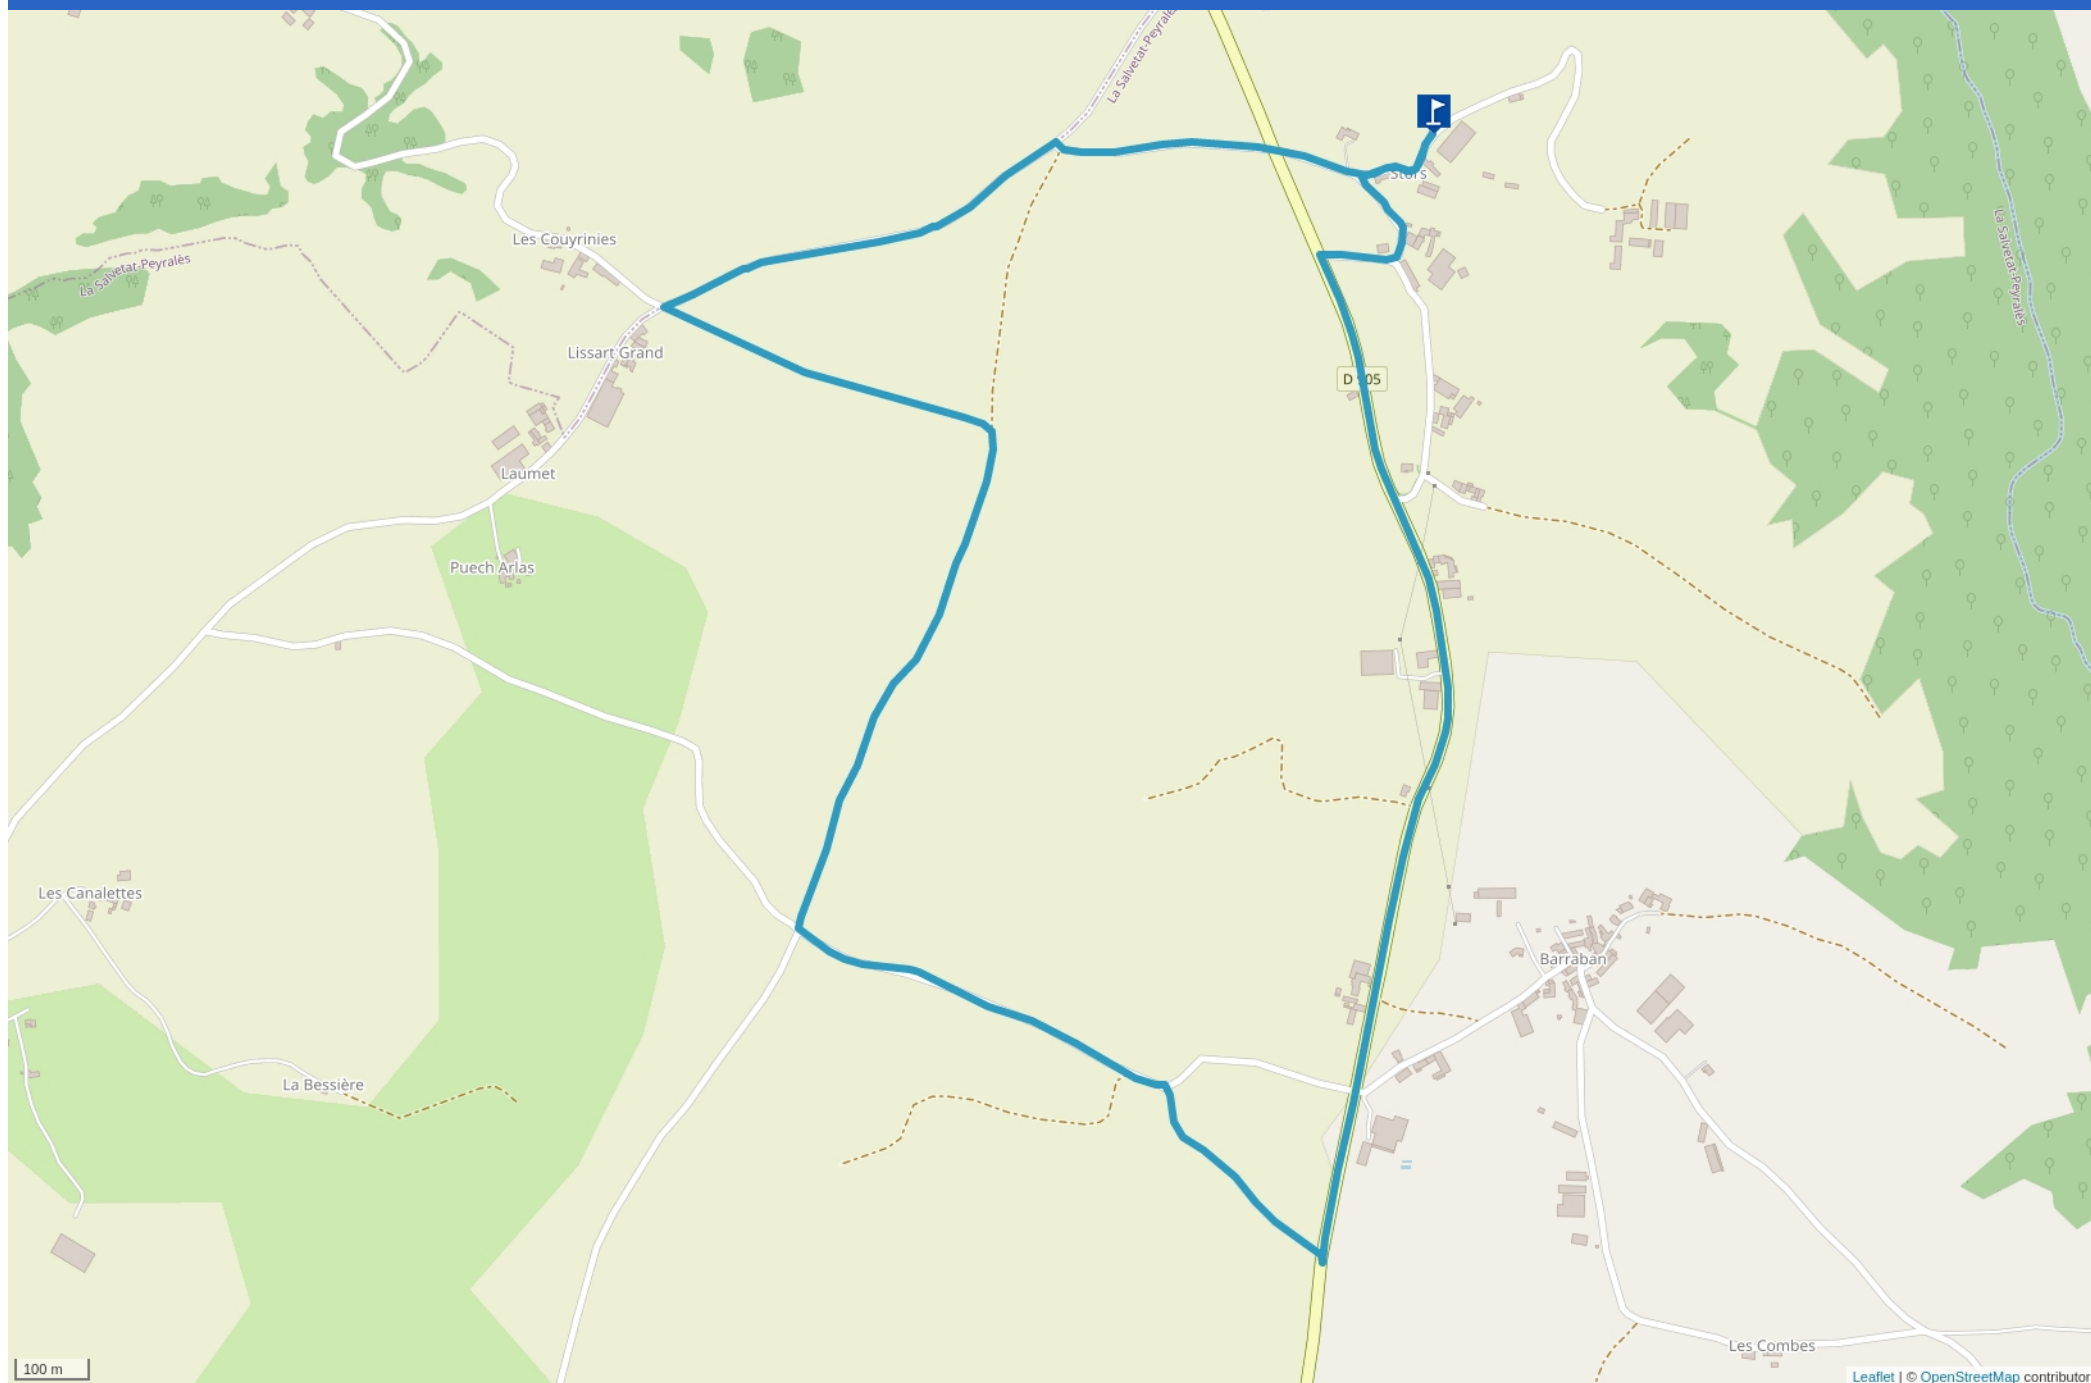 La Salvetat-Peyralès
Stors
Les Couyrinies
La Salvetat-Peyralès
La Salvetat-Peyralès
Lissart Grand
D 905
Laumet
Puech Arlas
Les Canalettes
Barraban
La Bessière
Les Combes
100 m
Leaflet | © OpenStreetMap contributor